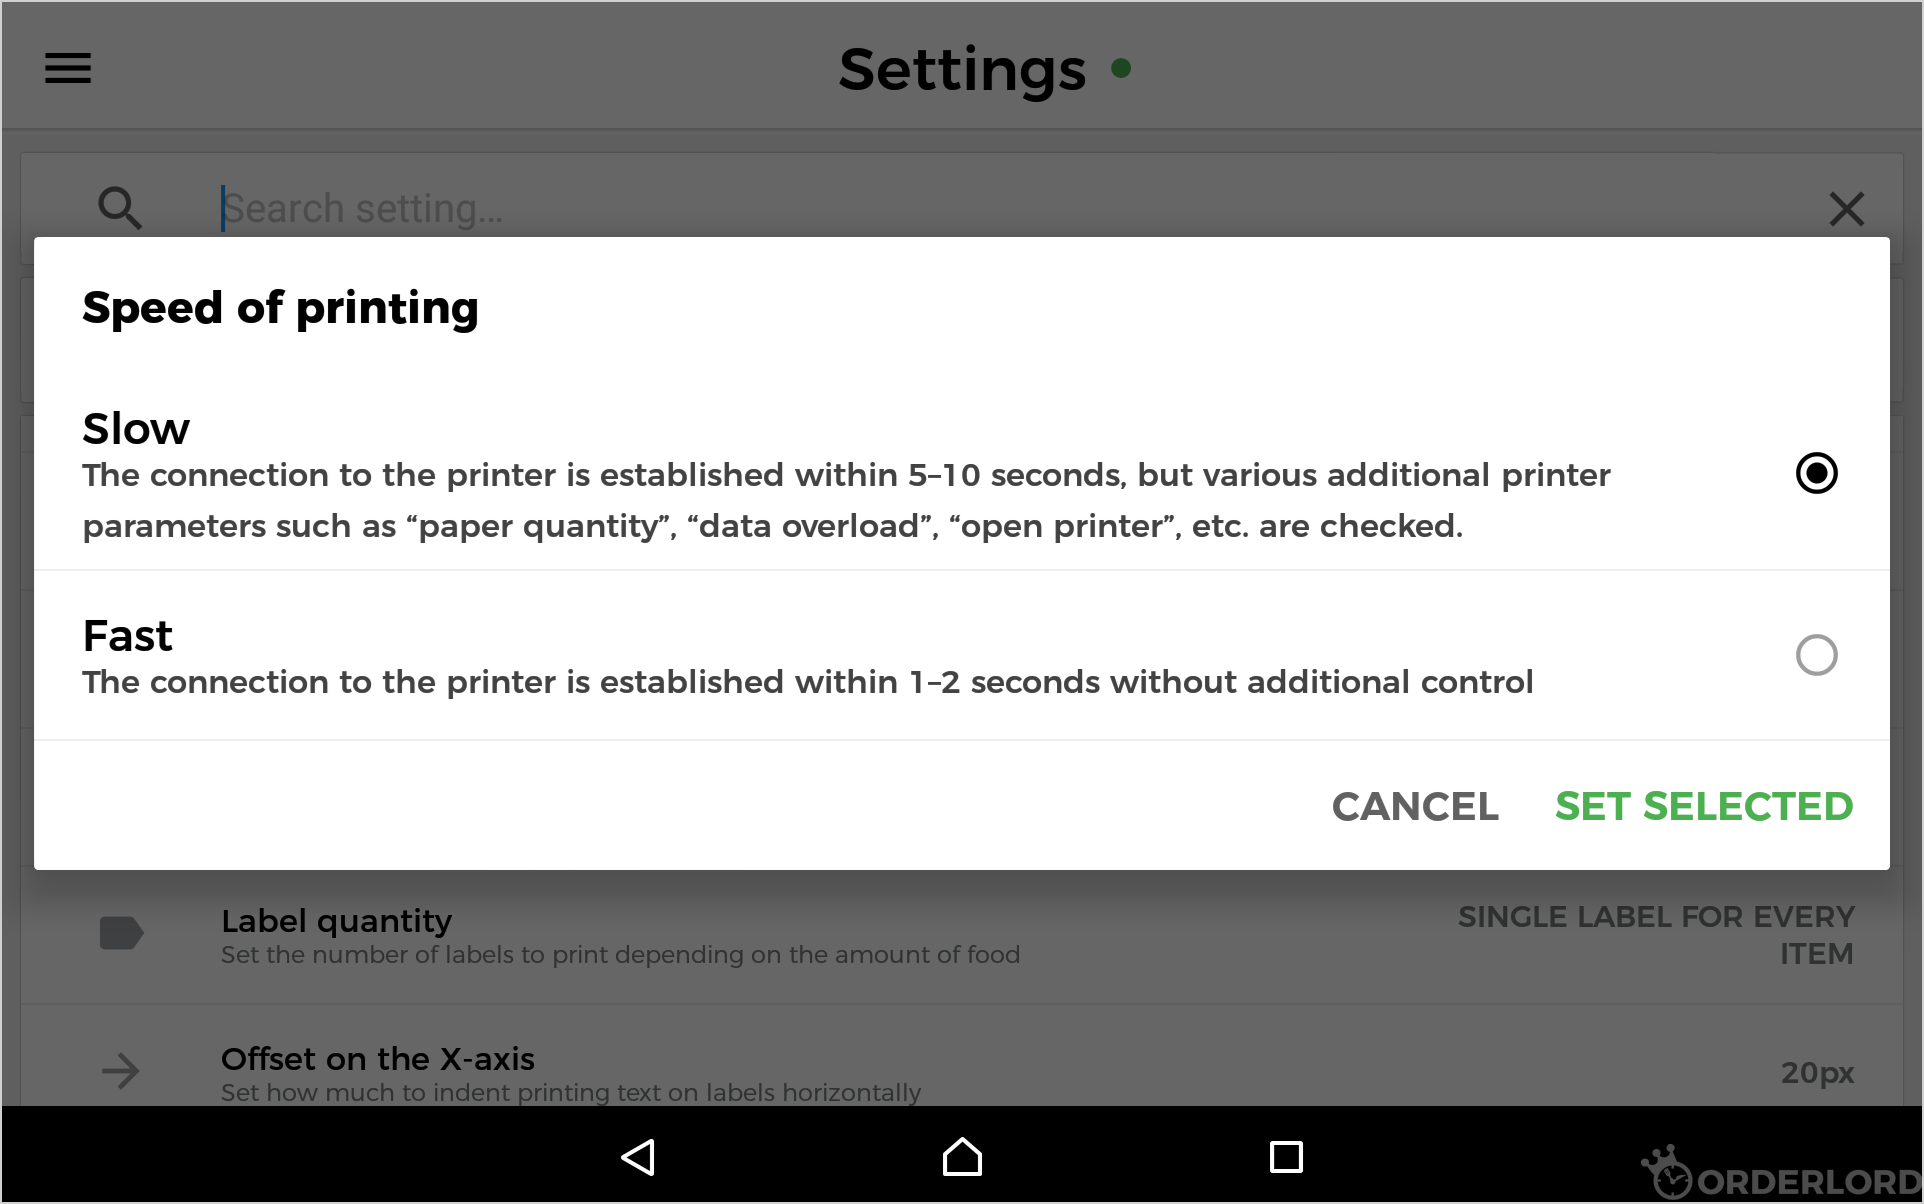 Settings
Search setting...
Speed of printing
Slow
The connection to the printer is established within 5–10 seconds, but various additional printer
parameters such as “paper quantity”, “data overload”, “open printer”, etc. are checked.
Fast
The connection to the printer is established within 1–2 seconds without additional control
CANCEL SET SELECTED
Label quantity
Set the number of labels to print depending on the amount of food
SINGLE LABEL FOR EVERY
ITEM
Offset on the X-axis
Set how much to indent printing text on labels horizontally
20px
ORDERLORD